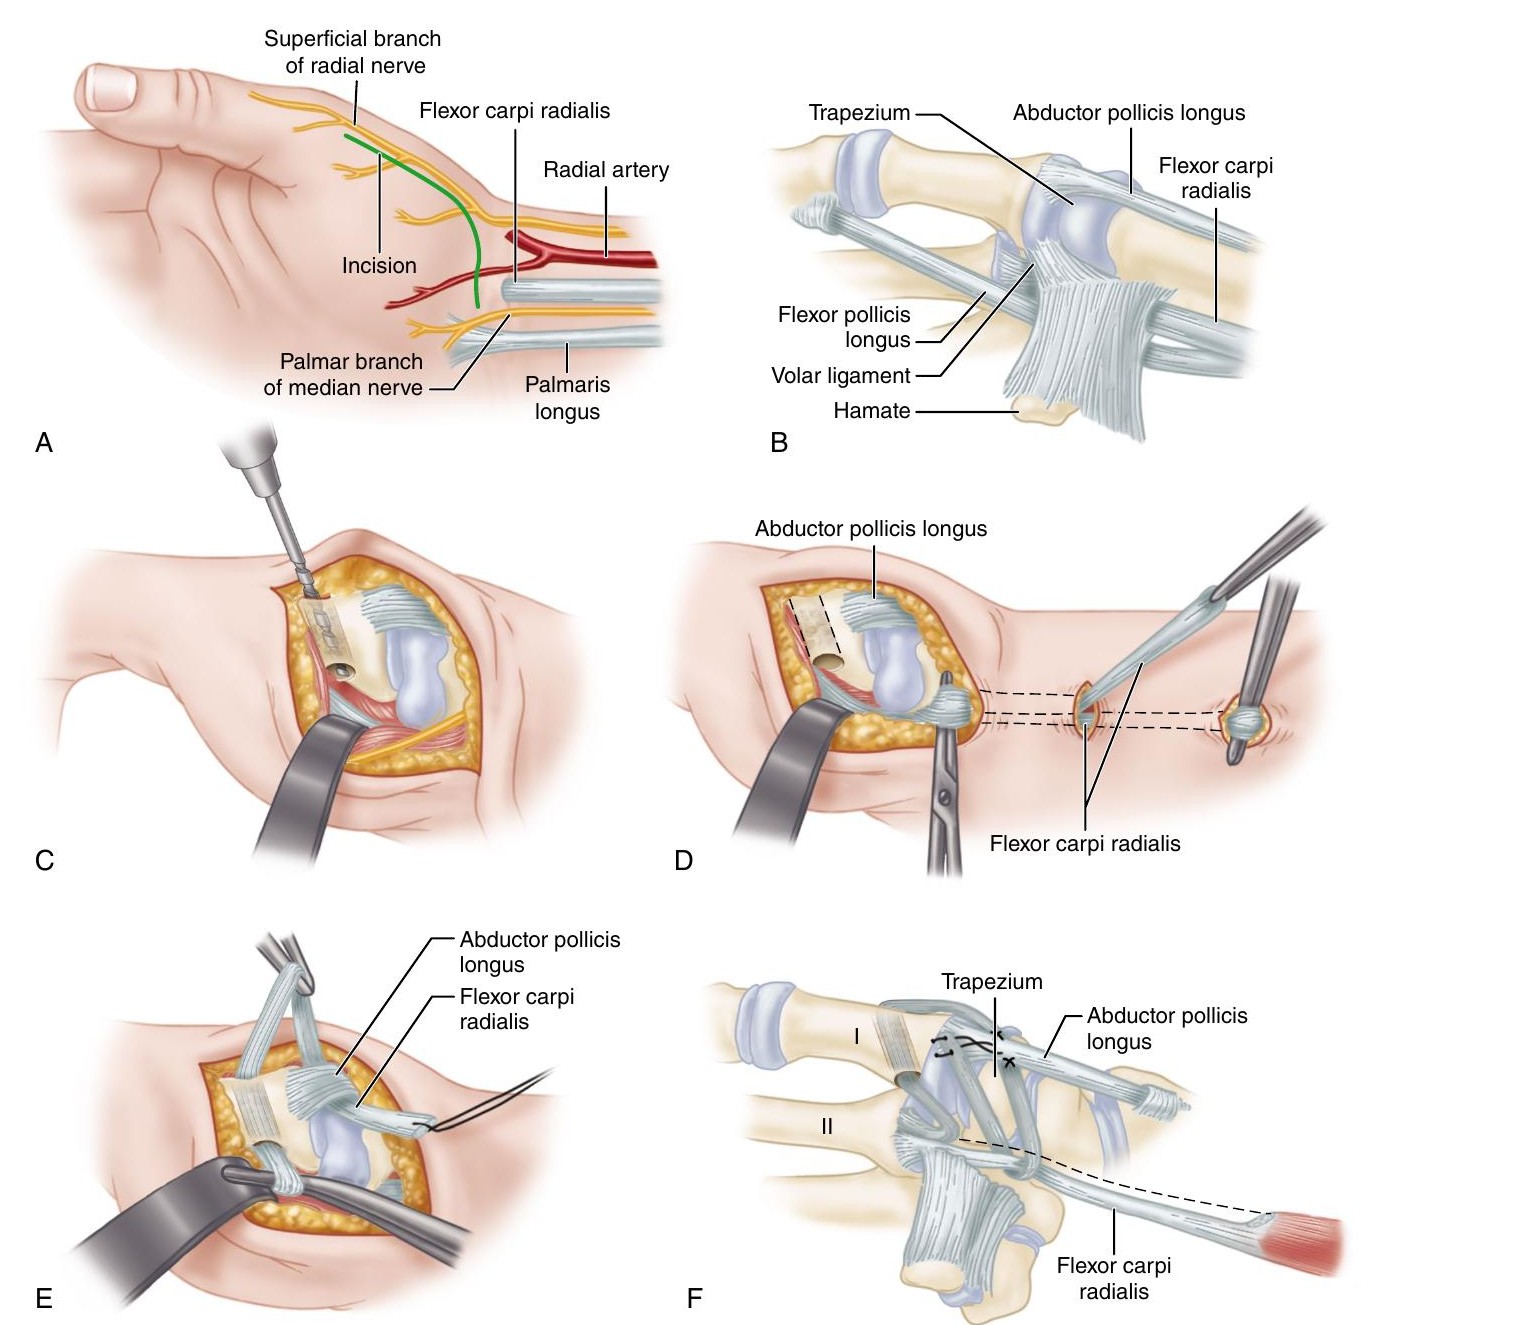 Superficial branch
of radial nerve
Flexor carpi radialis
Radial artery
Incision
Palmar branch
of median nerve
Palmaris
longus
A
Trapezium
Abductor pollicis longus
Flexor carpi
radialis
Flexor pollicis
longus
Volar ligament
Hamate
B
C
Abductor pollicis longus
Flexor carpi radialis
D
Abductor pollicis
longus
Flexor carpi
radialis
E
Trapezium
Abductor pollicis
longus
I
II
Flexor carpi
radialis
F